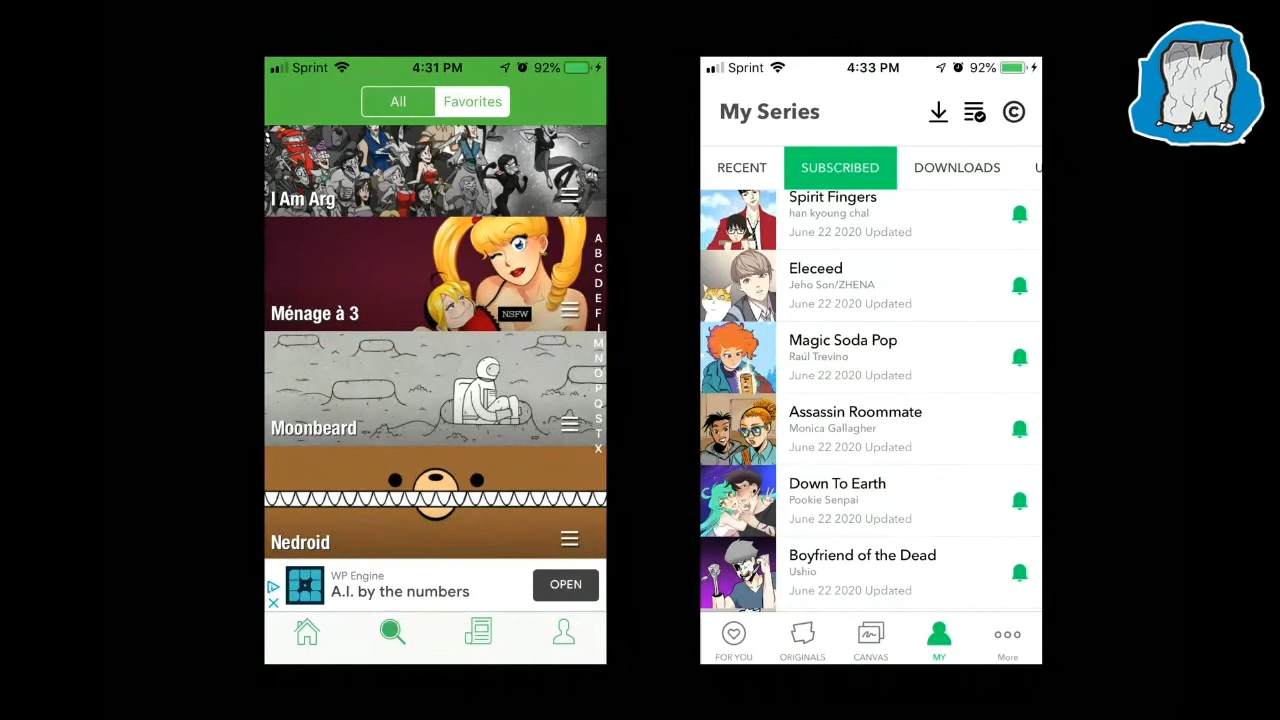 Sprint 4:31 PM 92%
All Favorites
I Am Arg
Ménage à 3
NSFW
Moonbeard
Nedroid
A
B
C
D
E
F
I
M
N
O
P
Q
S
T
X
WP Engine
A.I. by the numbers
OPEN
Sprint 4:33 PM 92%
My Series
RECENT SUBSCRIBED DOWNLOADS U
Spirit Fingers
han kyoung chal
June 22 2020 Updated
Eleceed
Jeho Son/ZHENA
June 22 2020 Updated
Magic Soda Pop
Raúl Trevino
June 22 2020 Updated
Assassin Roommate
Monica Gallagher
June 22 2020 Updated
Down To Earth
Pookie Senpai
June 22 2020 Updated
Boyfriend of the Dead
Ushio
June 22 2020 Updated
FOR YOU ORIGINALS CANVAS MY More